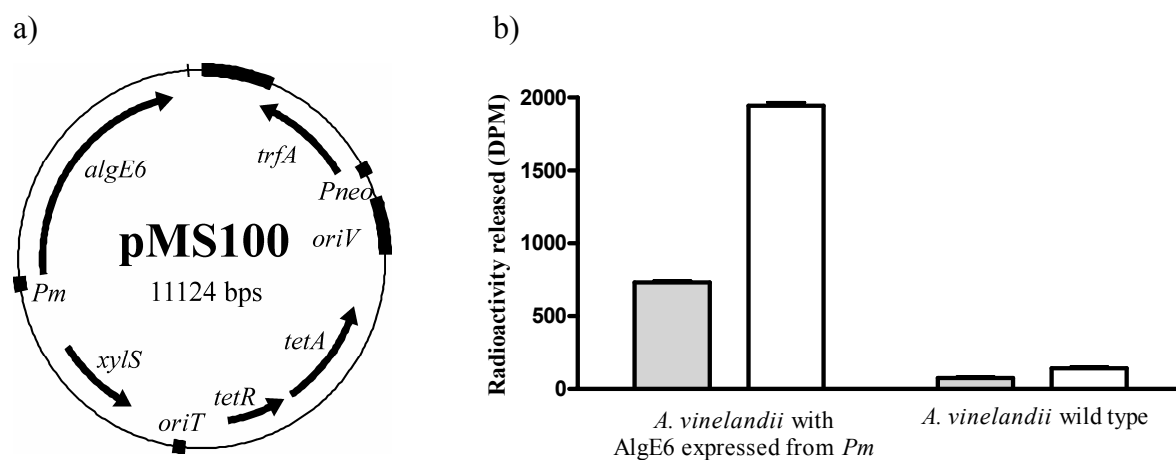 a)
algE6
trfA
Pneo
oriV
pMS100
11124 bps
Pm
xylS
tetA
tetR
oriT
b)
Radioactivity released (DPM)
2000
1500
1000
500
0
A. vinelandii with
AlgE6 expressed from Pm
A. vinelandii wild type